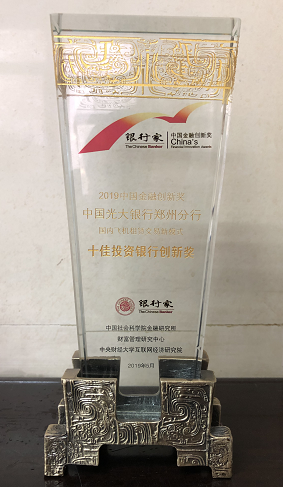 银行家
The Chinese Banker
中国金融创新奖
China's
Financial Innovation Awards
2019中国金融创新奖
中国光大银行郑州分行
十佳投资银行创新奖
银行家
The Chinese Banker
中国社会科学院金融研究所
财富管理研究中心
中央财经大学互联网经济研究院
2019年5月